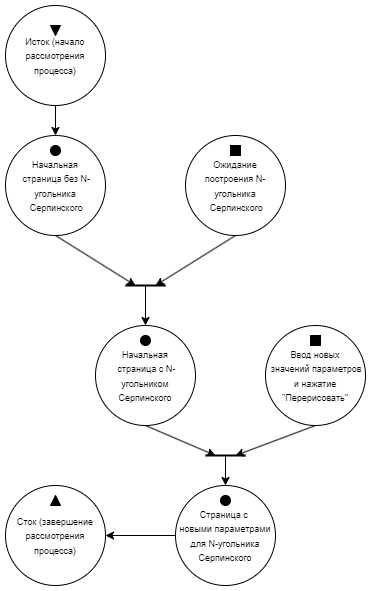 Исток (начало
рассмотрения
процесса)
Начальная
страница без N-
угольника
Серпинского
Ожидание
построения N-
угольника
Серпинского
Начальная
страница с N-
угольником
Серпинского
Ввод новых
значений параметров
и нажатие
"Перерисовать"
Страница с
новыми параметрами
для N-угольника
Серпинского
Сток (завершение
рассмотрения
процесса)